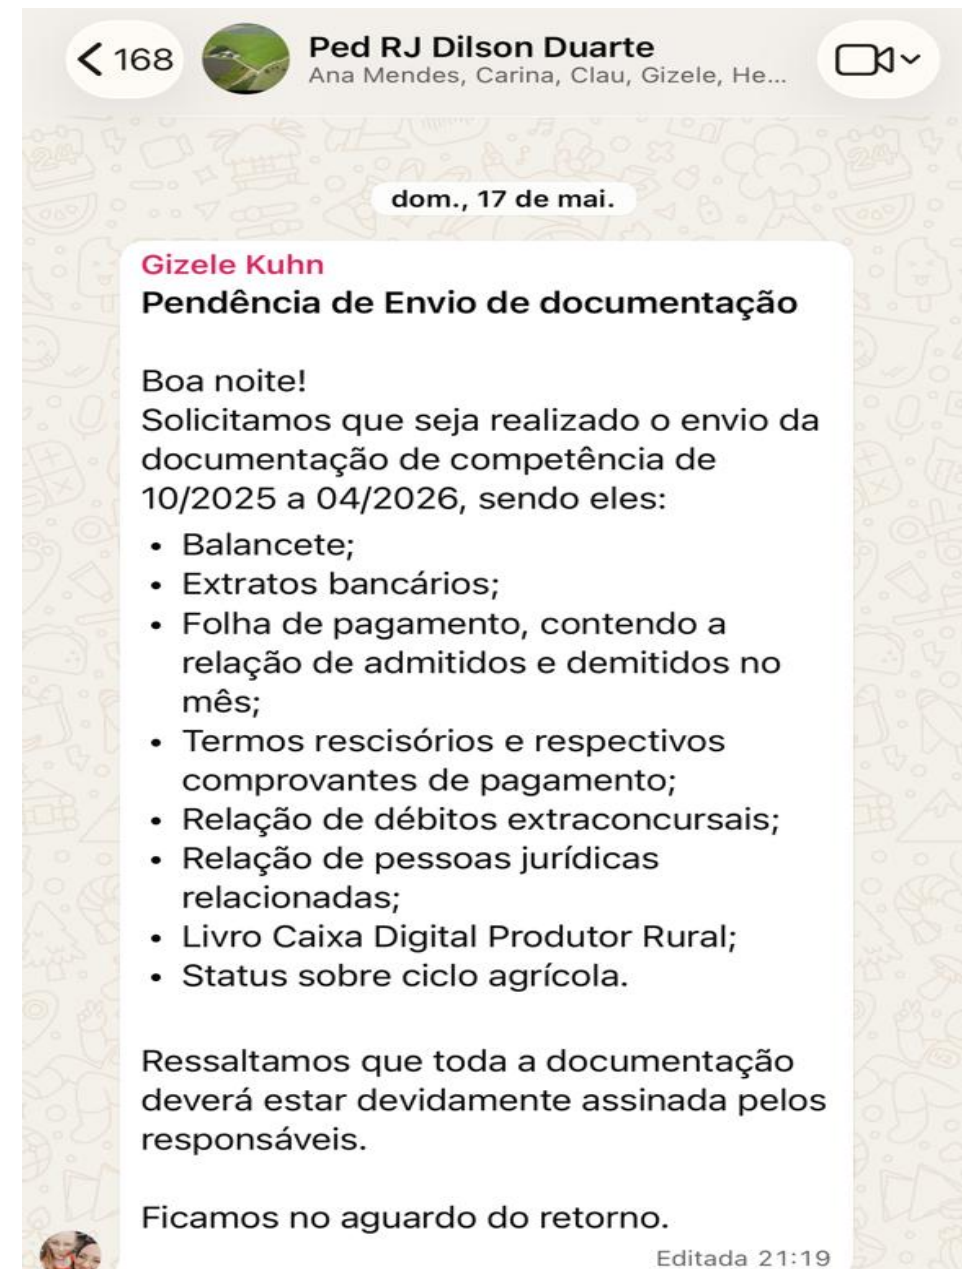 168
Ped RJ Dilson Duarte
Ana Mendes, Carina, Clau, Gizele, He...
dom., 17 de mai.
Gizele Kuhn
Pendência de Envio de documentação
Boa noite!
Solicitamos que seja realizado o envio da
documentação de competência de
10/2025 a 04/2026, sendo eles:
• Balancete;
• Extratos bancários;
• Folha de pagamento, contendo a
relação de admitidos e demitidos no
mês;
• Termos rescisórios e respectivos
comprovantes de pagamento;
• Relação de débitos extraconcursais;
• Relação de pessoas jurídicas
relacionadas;
• Livro Caixa Digital Produtor Rural;
• Status sobre ciclo agrícola.
Ressaltamos que toda a documentação
deverá estar devidamente assinada pelos
responsáveis.
Ficamos no aguardo do retorno.
Editada 21:19